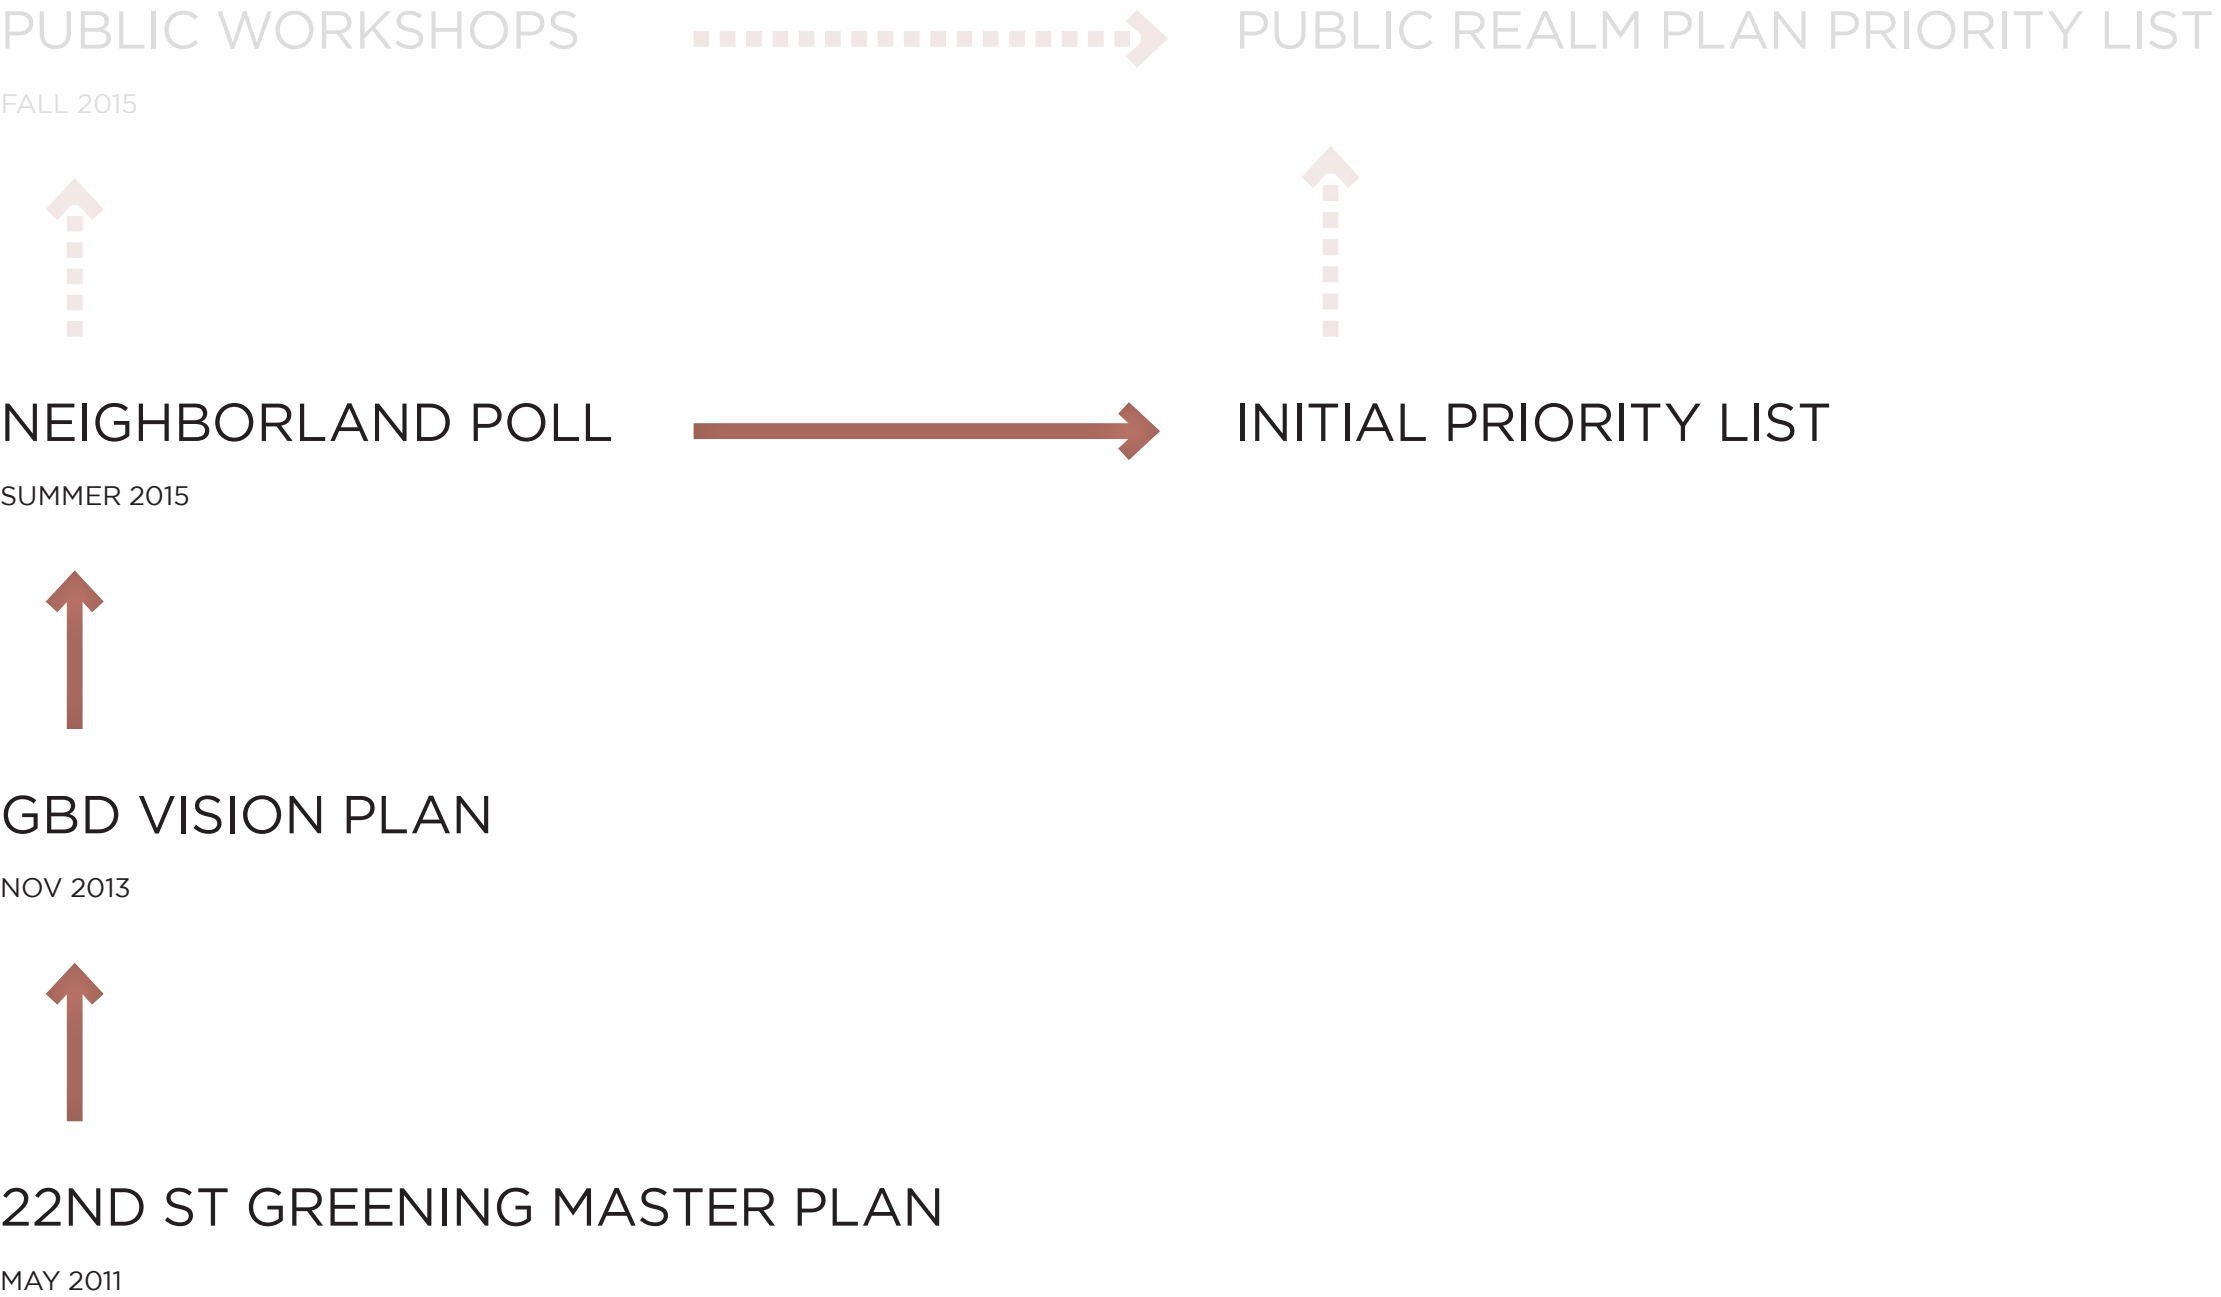 PUBLIC WORKSHOPS
PUBLIC REALM PLAN PRIORITY LIST
FALL 2015
NEIGHBORLAND POLL
INITIAL PRIORITY LIST
SUMMER 2015
GBD VISION PLAN
NOV 2013
22ND ST GREENING MASTER PLAN
MAY 2011